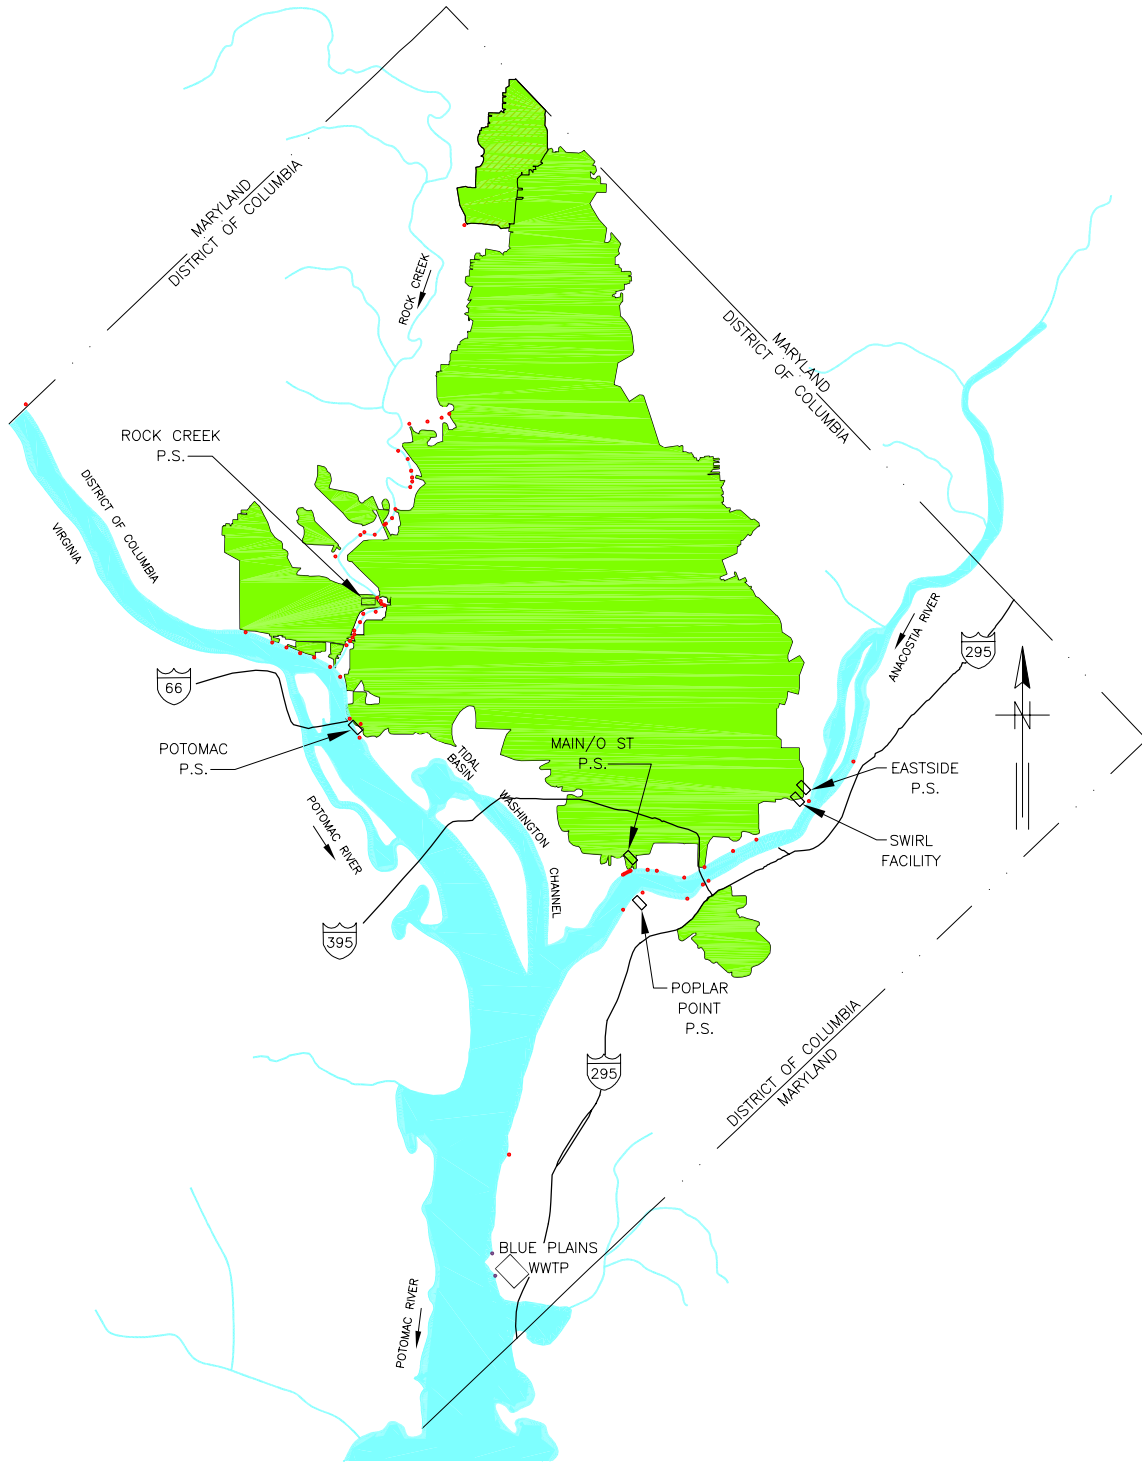 MARYLAND
DISTRICT OF COLUMBIA
ROCK CREEK
MARYLAND
DISTRICT OF COLUMBIA
ROCK CREEK
P.S.
DISTRICT OF COLUMBIA
VIRGINIA
ANACOSTIA RIVER
295
66
N
POTOMAC
P.S.
TIDAL
BASIN
MAIN/O ST
P.S.
EASTSIDE
P.S.
POTOMAC RIVER
WASHINGTON
CHANNEL
SWIRL
FACILITY
395
POPLAR
POINT
P.S.
295
DISTRICT OF COLUMBIA
MARYLAND
BLUE PLAINS
WWTP
POTOMAC RIVER